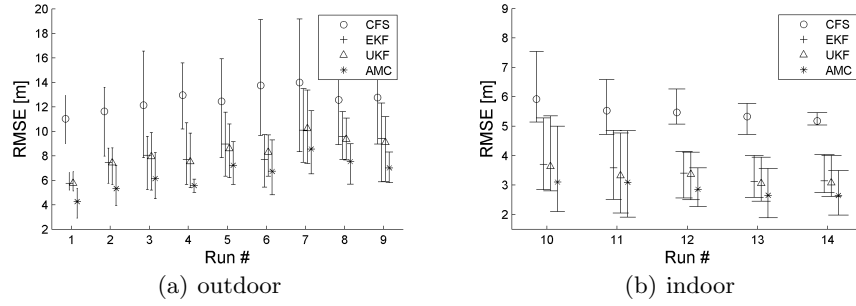 20
18
16
14
12
10
8
6
4
2
RMSE [m]
1 2 3 4 5 6 7 8 9
Run #
CFS
EKF
UKF
AMC
(a) outdoor
9
8
7
6
5
4
3
2
RMSE [m]
10 11 12 13 14
Run #
CFS
EKF
UKF
AMC
(b) indoor